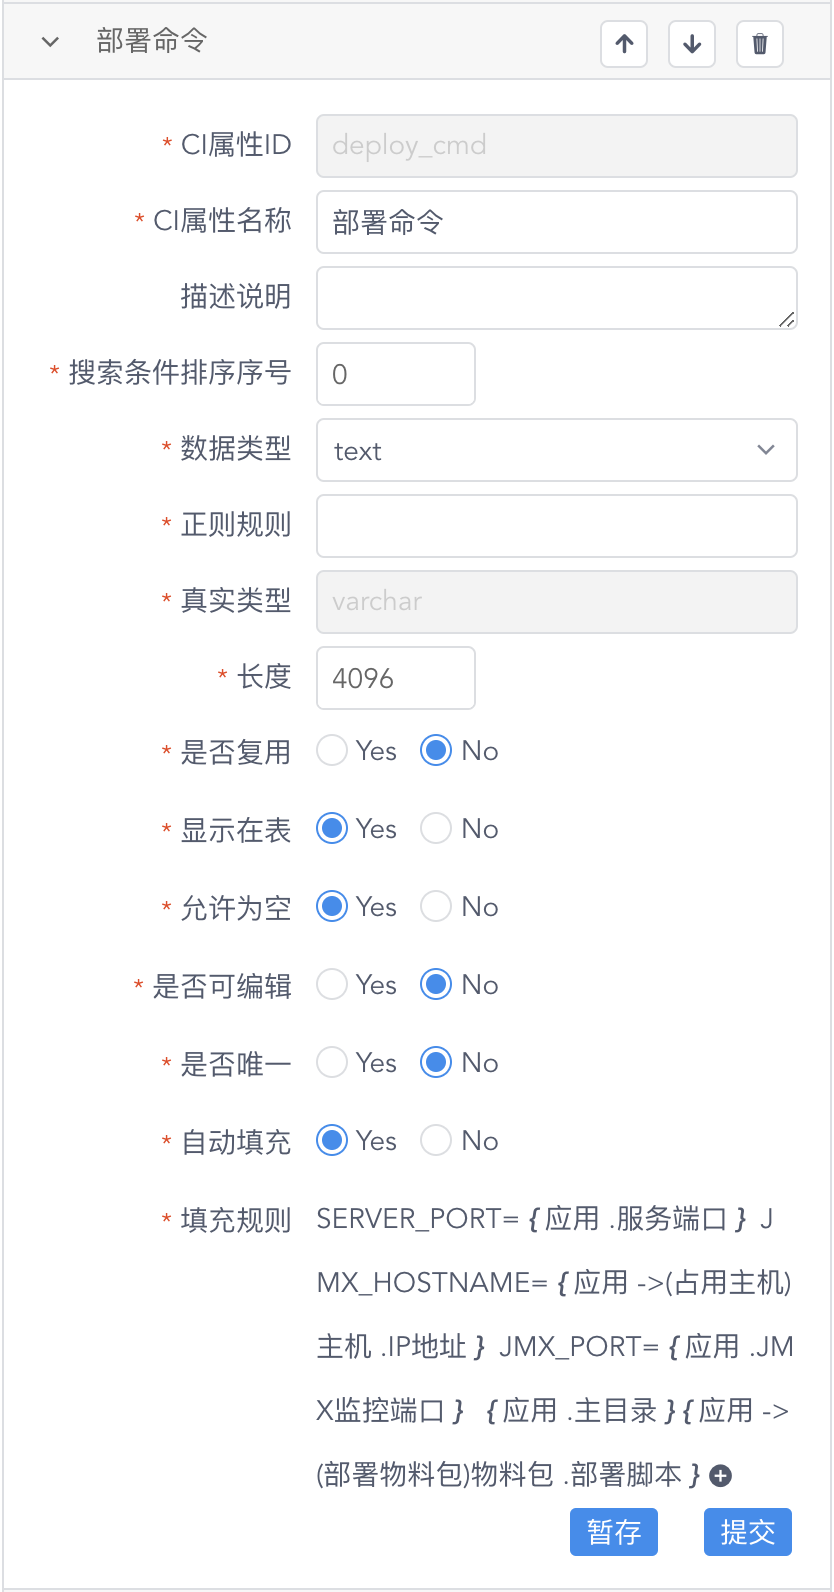 部署命令
* CI属性ID deploy_cmd
* CI属性名称 部署命令
描述说明
* 搜索条件排序序号 0
* 数据类型 text
* 正则规则
* 真实类型 varchar
* 长度 4096
* 是否复用 Yes No
* 显示在表 Yes No
* 允许为空 Yes No
* 是否可编辑 Yes No
* 是否唯一 Yes No
* 自动填充 Yes No
* 填充规则 SERVER_PORT= { 应用 .服务端口 } J
MX_HOSTNAME= { 应用 ->(占用主机)
主机 .IP地址 } JMX_PORT= { 应用 .JM
X监控端口 } { 应用 .主目录 } { 应用 ->
(部署物料包)物料包 .部署脚本 }
暂存 提交